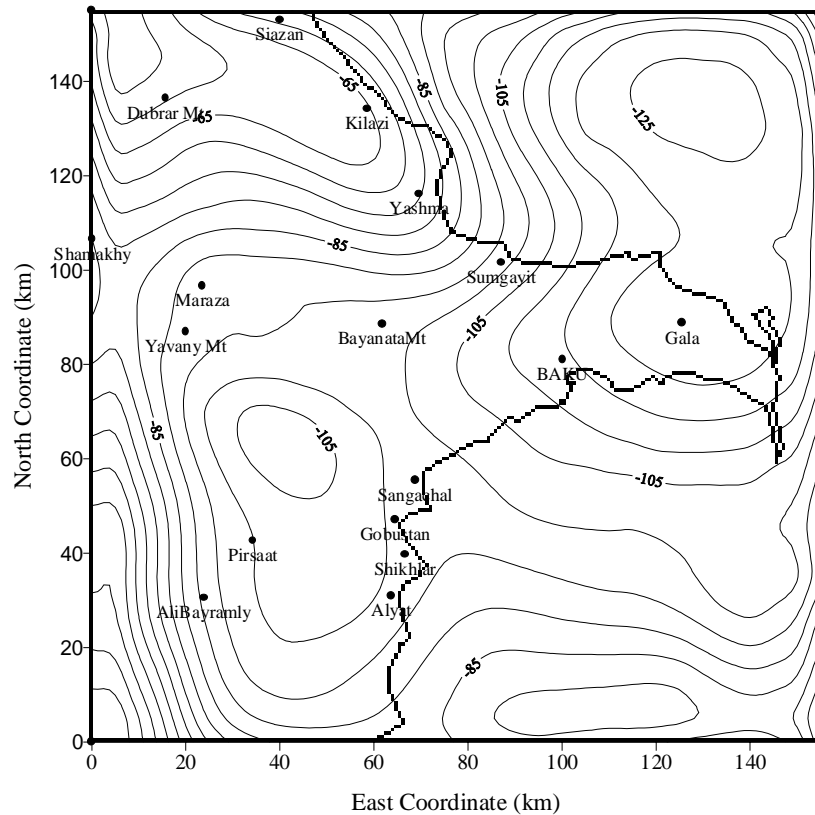 Siazan
-65
-85
-105
140
-125
Dubrar Mt
-65
Kilazi
120
Yashma
-85
Shamakhy
100
Sumgavit
Maraza
-105
Yavany Mt
BayanataMt
Gala
80
BAKU
-85
-105
60
-105
Sangachal
Gobustan
40
Pirsaat
Shikhlar
AliBayramly
Alyat
20
-85
0
0
20
40
60
80
100
120
140
North Coordinate (km)
East Coordinate (km)